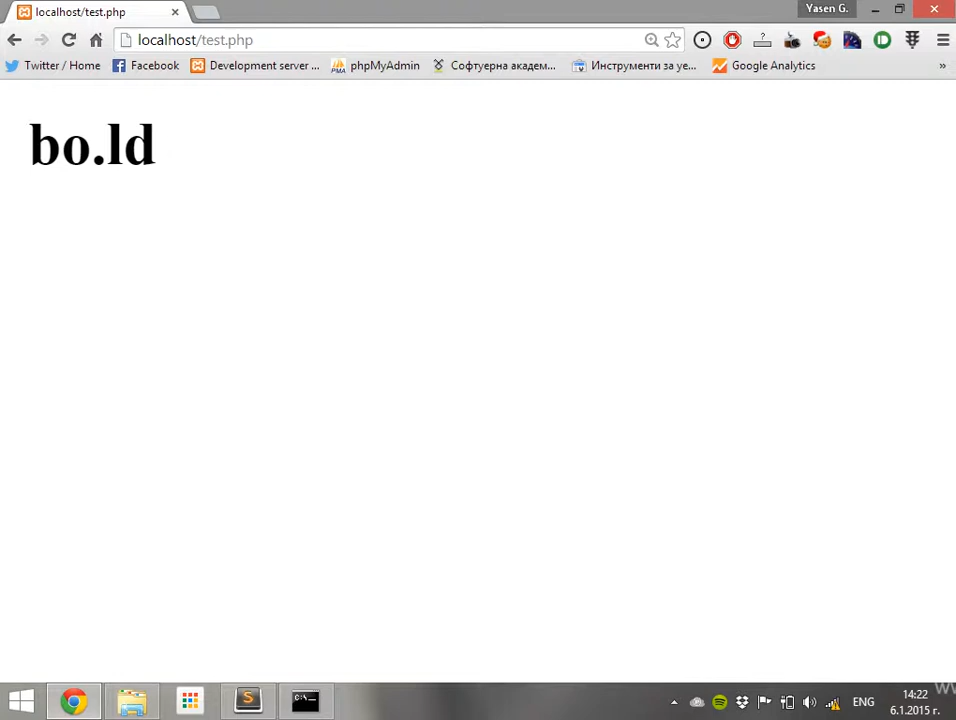 localhost/test.php
Yasen G.
localhost/test.php
Twitter / Home
Facebook
Development server ...
phpMyAdmin
Софтуерна академ...
Инструменти за уе...
Google Analytics
»
bo.ld
ЕНГ
14:22
6.1.2015 г.